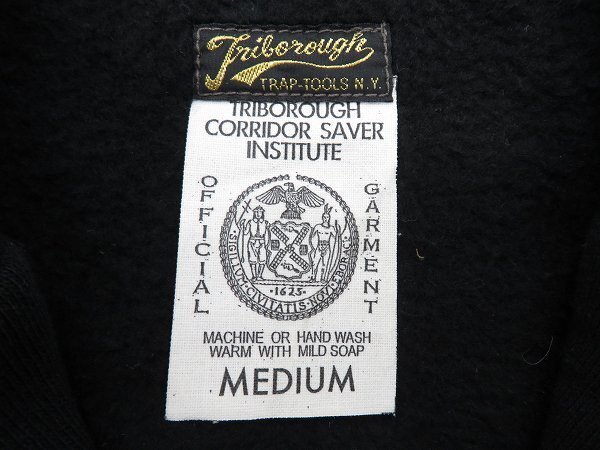 Triborough
TRAP-TOOLS N.Y.
TRIBOROUGH
CORRIDOR SAVER
INSTITUTE
OFFICIAL
SIGILLUM CIVITATIS NOVI EBORACI
1625
GARMENT
MACHINE OR HAND WASH
WARM WITH MILD SOAP
MEDIUM